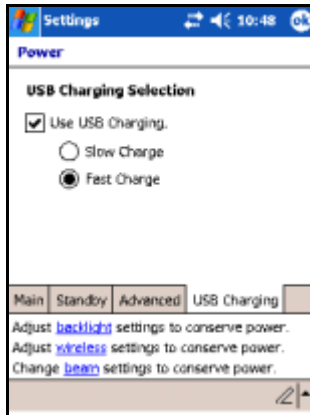 Settings 10:48 ok
Power
USB Charging Selection
Use USB Charging.
Slow Charge
Fast Charge
Main Standby Advanced USB Charging
Adjust backlight settings to conserve power.
Adjust wireless settings to conserve power.
Change beam settings to conserve power.